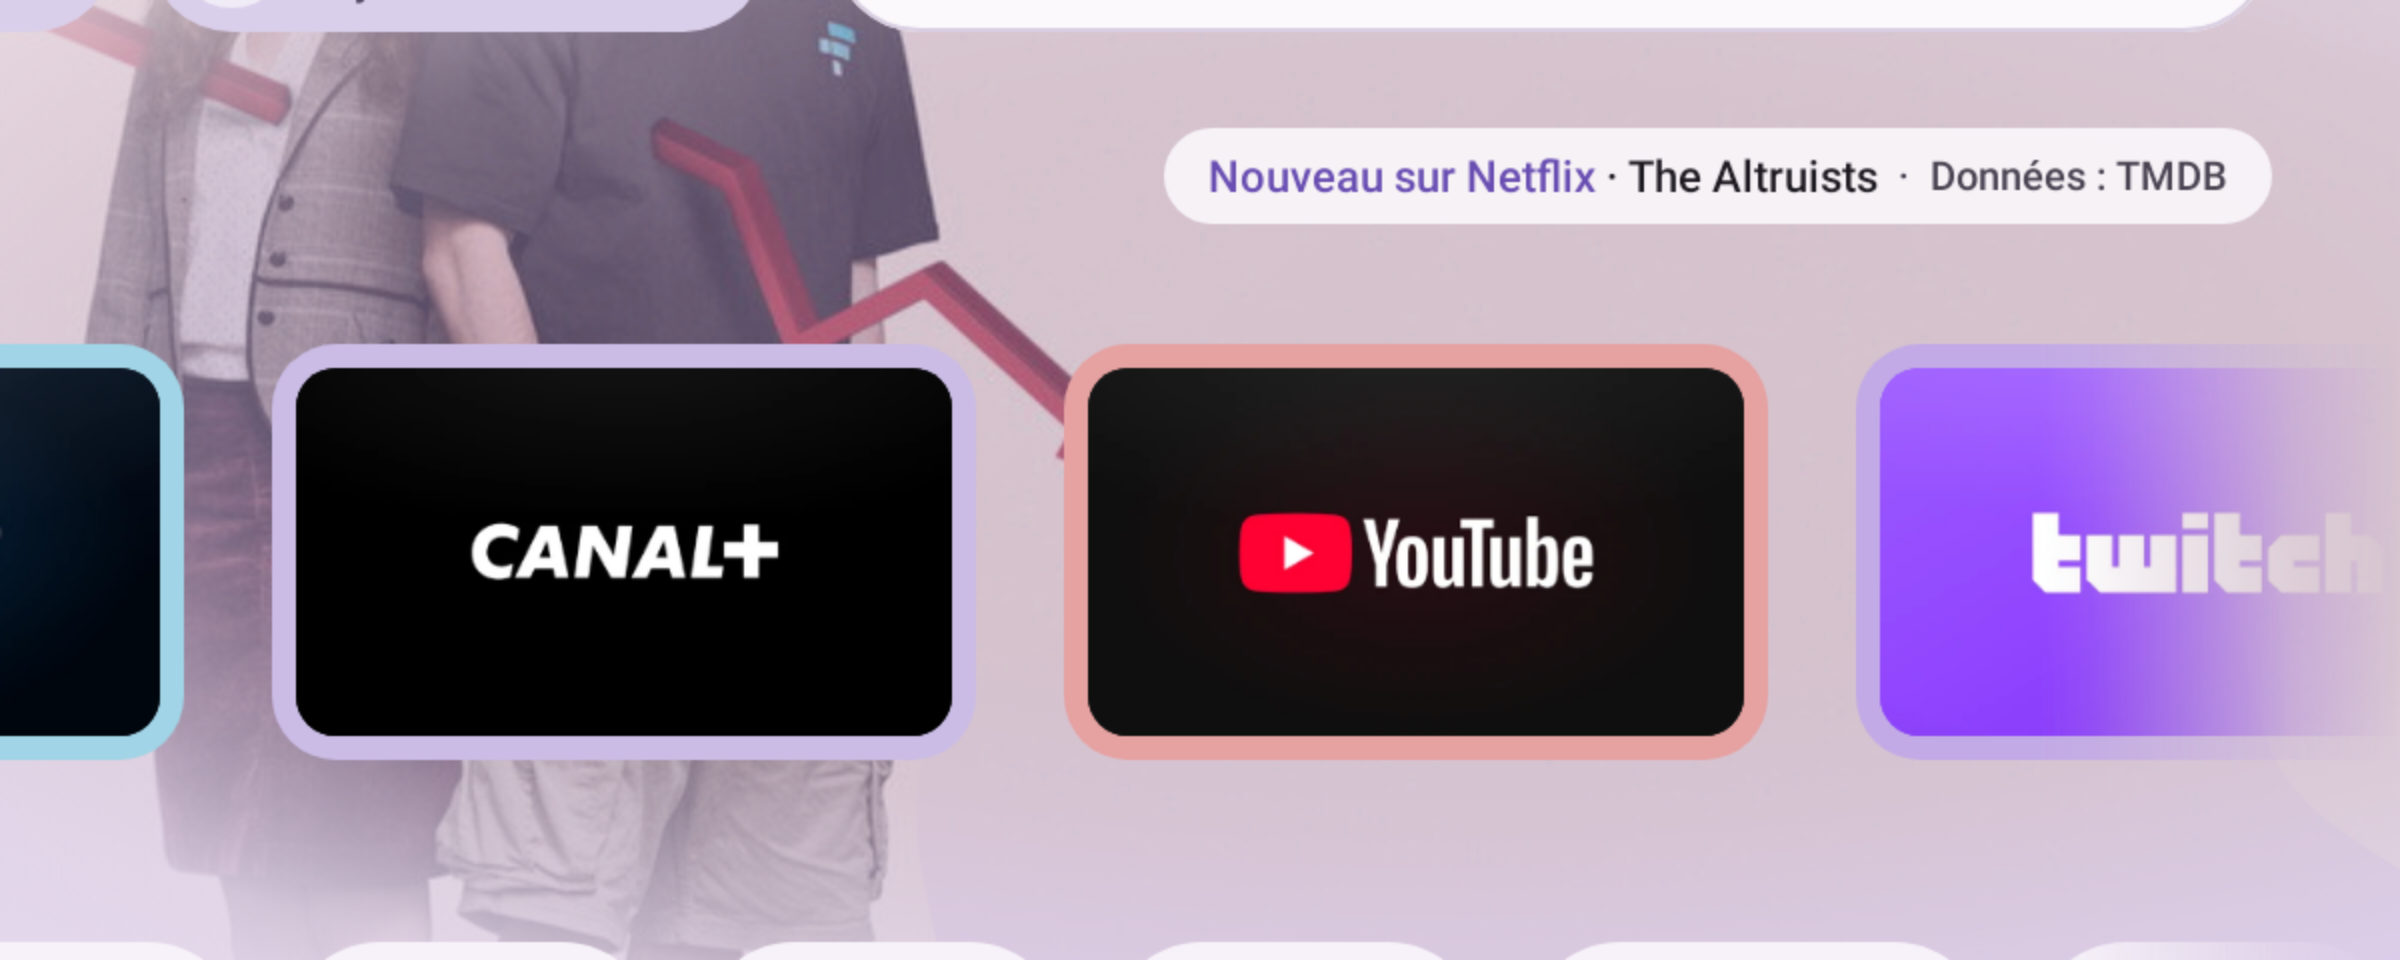 Nouveau sur Netflix · The Altruists · Données : TMDB
CANAL+
YouTube
twitch